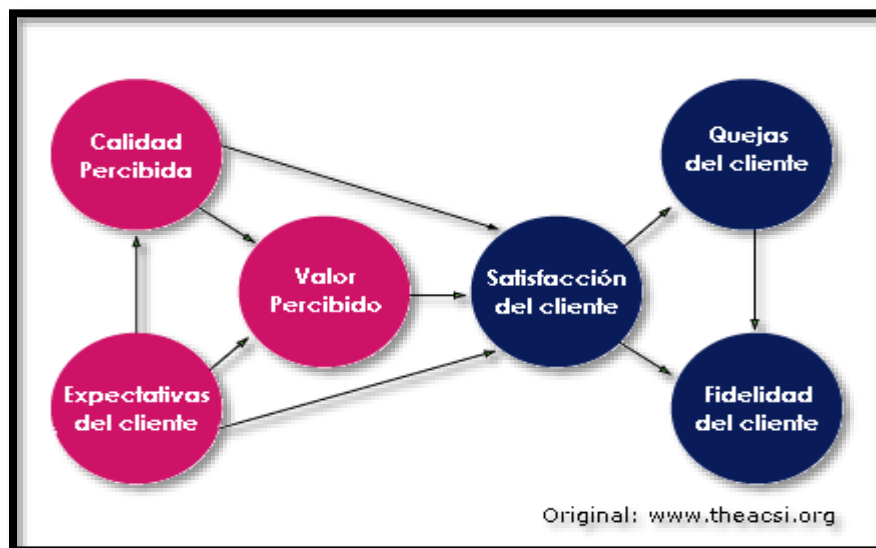 Calidad
Percibida
Quejas
del cliente
Valor
Percibido
Satisfacción
del cliente
Expectativas
del cliente
Fidelidad
del cliente
Original: www.theacsi.org